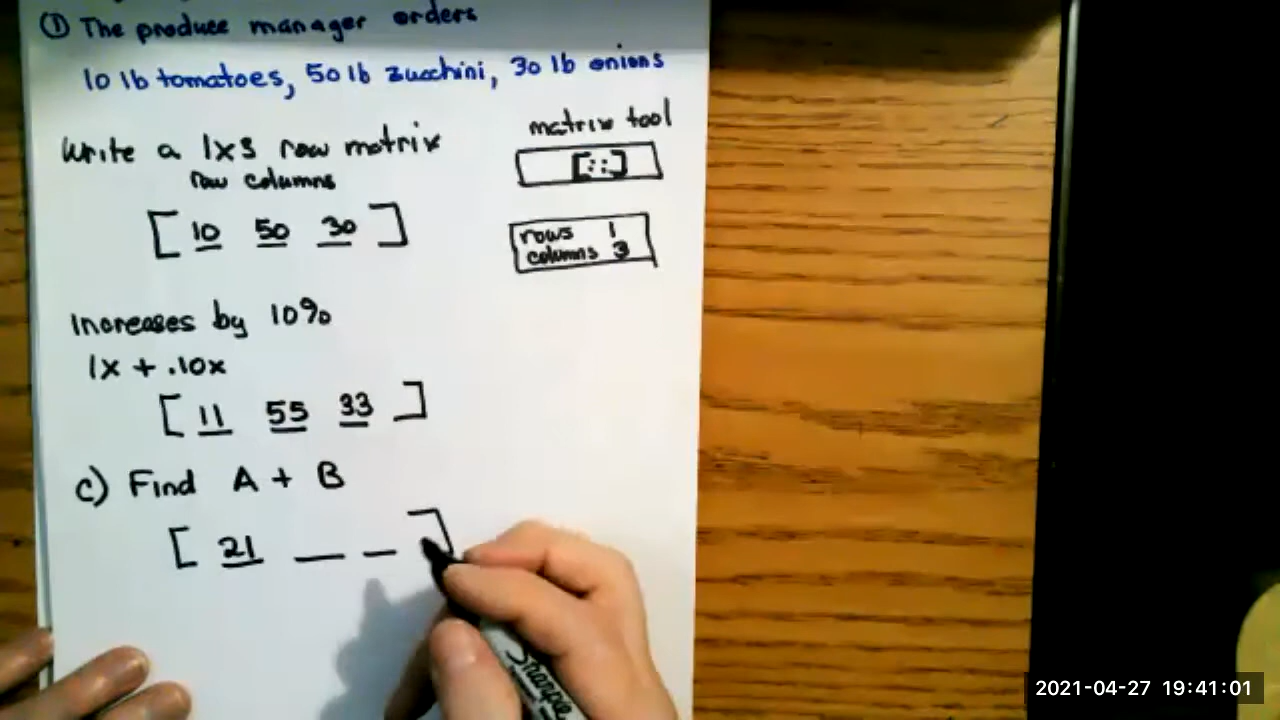 ① The produce manager orders
10 lb tomatoes, 50 lb zucchini, 30 lb onions
Write a 1x3 row matrix
row columns
[ 10 50 30 ]
matrix tool
[::]
rows 1
columns 3
Increases by 10%
1x + .10x
[ 11 55 33 ]
c) Find A + B
[ 21 __ __ ]
Sharpie
2021-04-27 19:41:01